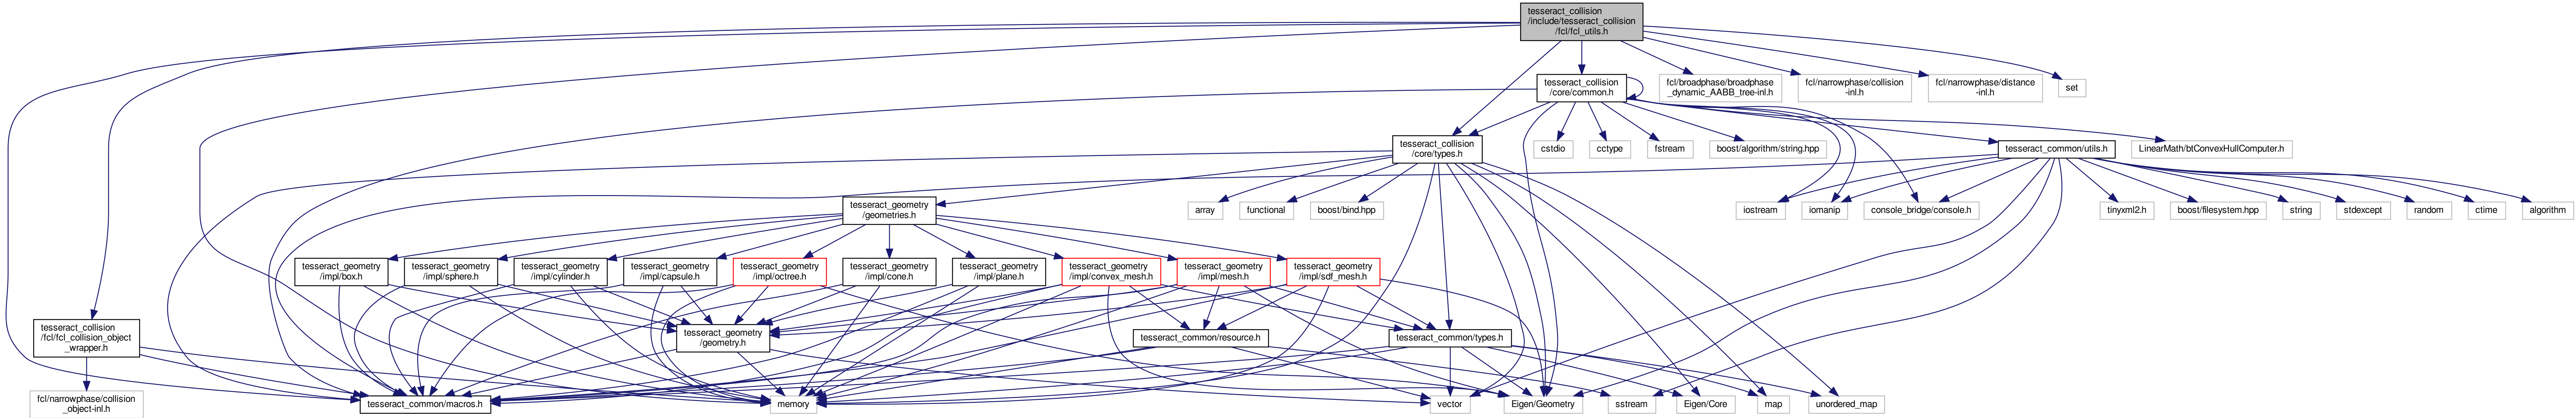 tesseract_collision
/include/tesseract_collision
/fcl/fcl_utils.h
tesseract_collision
/core/common.h
fcl/broadphase/broadphase
_dynamic_AABB_tree-inl.h
fcl/narrowphase/collision
-inl.h
fcl/narrowphase/distance
-inl.h
set
tesseract_collision
/core/types.h
cstdio
cctype
fstream
boost/algorithm/string.hpp
tesseract_common/utils.h
LinearMath/btConvexHullComputer.h
tesseract_geometry
/geometries.h
array
functional
boost/bind.hpp
iostream
iomanip
console_bridge/console.h
tinyxml2.h
boost/filesystem.hpp
string
stdexcept
random
ctime
algorithm
tesseract_geometry
/impl/box.h
tesseract_geometry
/impl/sphere.h
tesseract_geometry
/impl/cylinder.h
tesseract_geometry
/impl/capsule.h
tesseract_geometry
/impl/octree.h
tesseract_geometry
/impl/cone.h
tesseract_geometry
/impl/plane.h
tesseract_geometry
/impl/convex_mesh.h
tesseract_geometry
/impl/mesh.h
tesseract_geometry
/impl/sdf_mesh.h
tesseract_collision
/fcl/fcl_collision_object
_wrapper.h
tesseract_geometry
/geometry.h
tesseract_common/resource.h
tesseract_common/types.h
fcl/narrowphase/collision
_object-inl.h
tesseract_common/macros.h
memory
vector
Eigen/Geometry
sstream
Eigen/Core
map
unordered_map